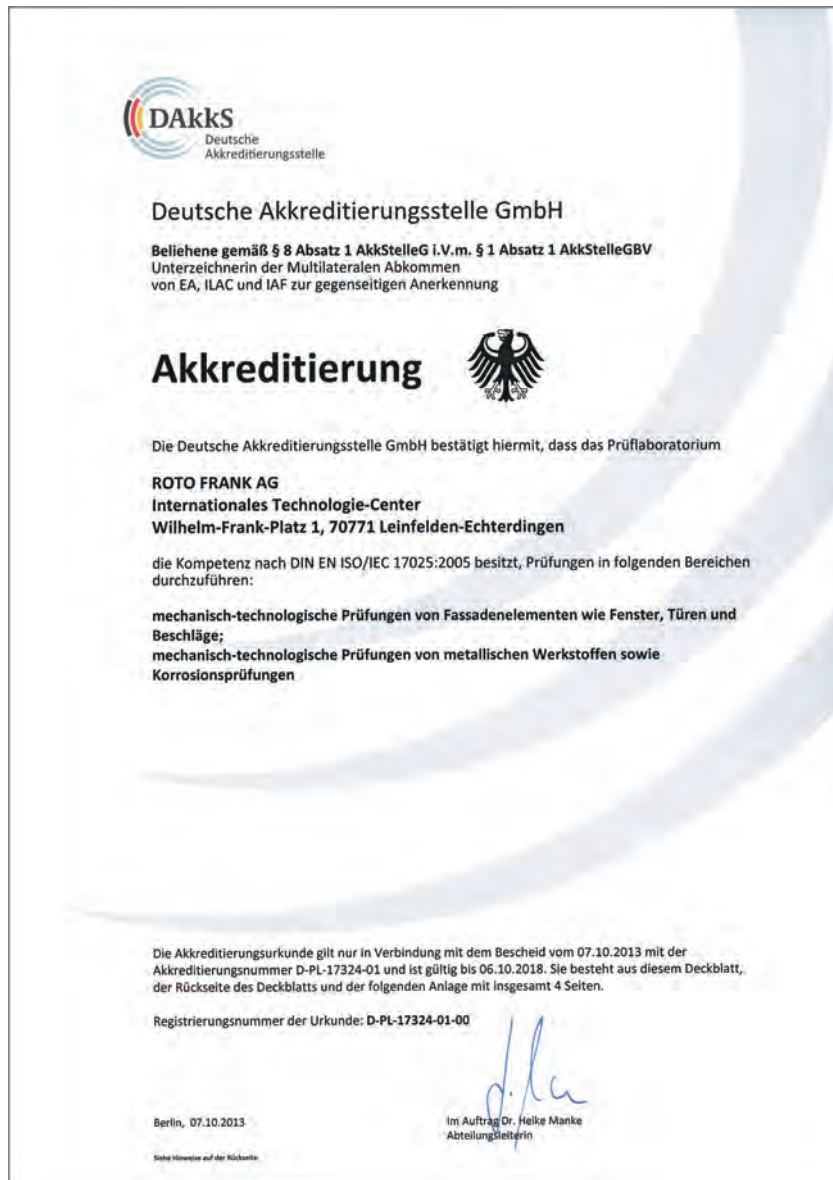 DAkkS
Deutsche
Akkreditierungsstelle
Deutsche Akkreditierungsstelle GmbH
Beliehene gemäß § 8 Absatz 1 AkkStelleG i.V.m. § 1 Absatz 1 AkkStelleGBV
Unterzeichnerin der Multilateralen Abkommen
von EA, ILAC und IAF zur gegenseitigen Anerkennung
Akkreditierung
Die Deutsche Akkreditierungsstelle GmbH bestätigt hiermit, dass das Prüflaboratorium
ROTO FRANK AG
Internationales Technologie-Center
Wilhelm-Frank-Platz 1, 70771 Leinfelden-Echterdingen
die Kompetenz nach DIN EN ISO/IEC 17025:2005 besitzt, Prüfungen in folgenden Bereichen
durchzuführen:
mechanisch-technologische Prüfungen von Fassadenelementen wie Fenster, Türen und
Beschläge;
mechanisch-technologische Prüfungen von metallischen Werkstoffen sowie
Korrosionsprüfungen
Die Akkreditierungsurkunde gilt nur in Verbindung mit dem Bescheid vom 07.10.2013 mit der
Akkreditierungsnummer D-PL-17324-01 und ist gültig bis 06.10.2018. Sie besteht aus diesem Deckblatt,
der Rückseite des Deckblatts und der folgenden Anlage mit insgesamt 4 Seiten.
Registrierungsnummer der Urkunde: D-PL-17324-01-00
Berlin, 07.10.2013
Im Auftrag Dr. Heike Manke
Abteilungsleiterin
Siehe Hinweise auf der Rückseite